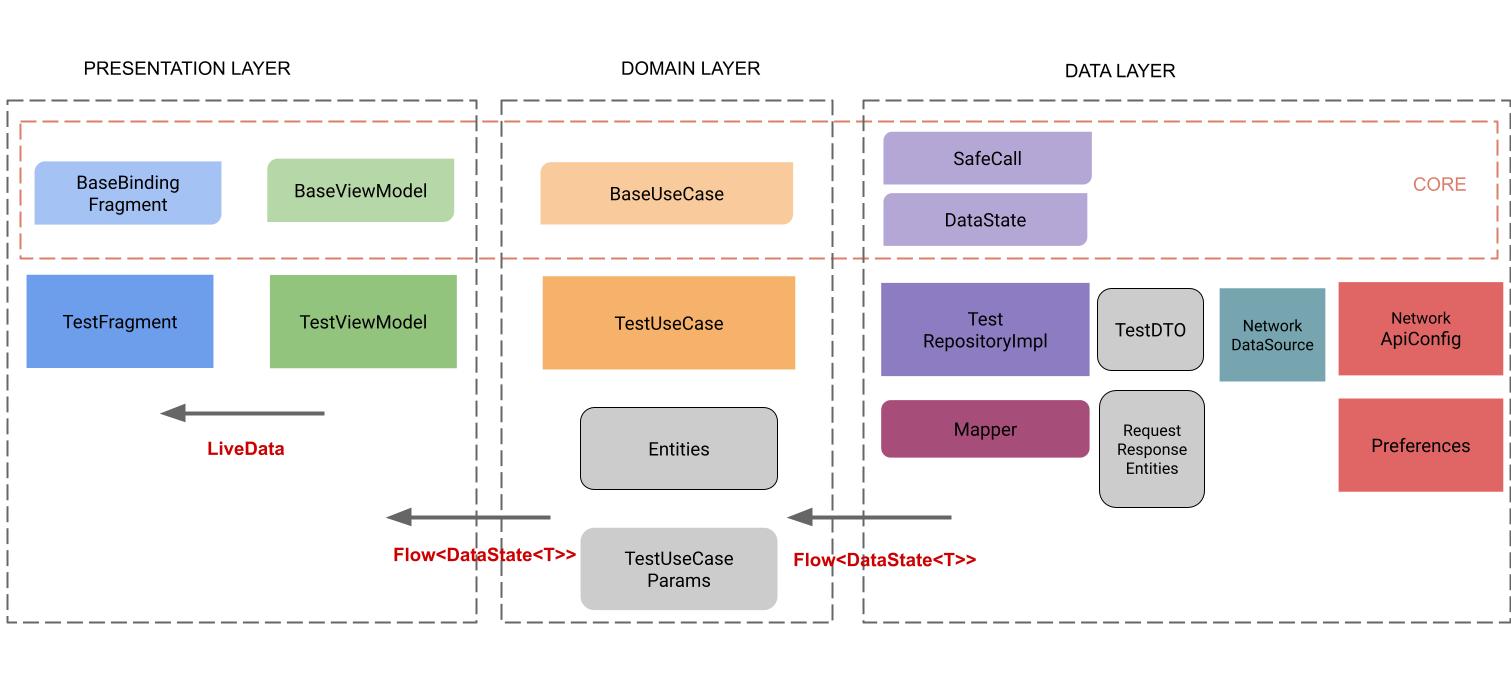 PRESENTATION LAYER
DOMAIN LAYER
DATA LAYER
BaseBinding
Fragment
BaseViewModel
BaseUseCase
SafeCall
DataState
CORE
TestFragment
TestViewModel
TestUseCase
Test
RepositoryImpl
TestDTO
Network
DataSource
Network
ApiConfig
LiveData
Entities
Mapper
Request
Response
Entities
Preferences
Flow<DataState<T>>
TestUseCase
Params
Flow<DataState<T>>